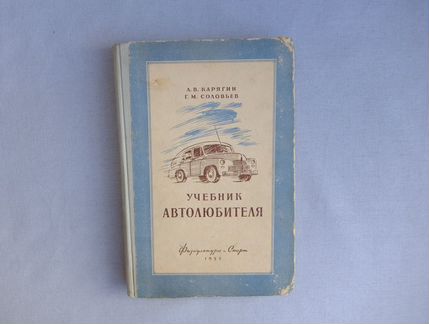 А. В. КАРЯГИН
Г. М. СОЛОВЬЕВ
УЧЕБНИК
АВТОЛЮБИТЕЛЯ
Физкультура и Спорт